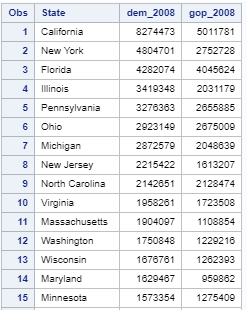 Obs State dem_2008 gop_2008
1 California 8274473 5011781
2 New York 4804701 2752728
3 Florida 4282074 4045624
4 Illinois 3419348 2031179
5 Pennsylvania 3276363 2655885
6 Ohio 2923149 2675009
7 Michigan 2872579 2048639
8 New Jersey 2215422 1613207
9 North Carolina 2142651 2128474
10 Virginia 1958261 1723508
11 Massachusetts 1904097 1108854
12 Washington 1750848 1229216
13 Wisconsin 1676761 1262393
14 Maryland 1629467 959862
15 Minnesota 1573354 1275409